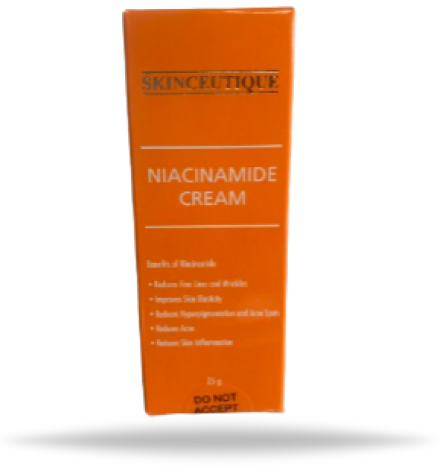 SKINCEUTIQUE
NIACINAMIDE
CREAM
Benefits of Niacinamide
• Reduces Fine Lines and Wrinkles
• Improves Skin Elasticity
• Reduces Hyperpigmentation and Acne Spots
• Reduces Acne
• Reduces Skin Inflammation
25 g
DO NOT
ACCEPT